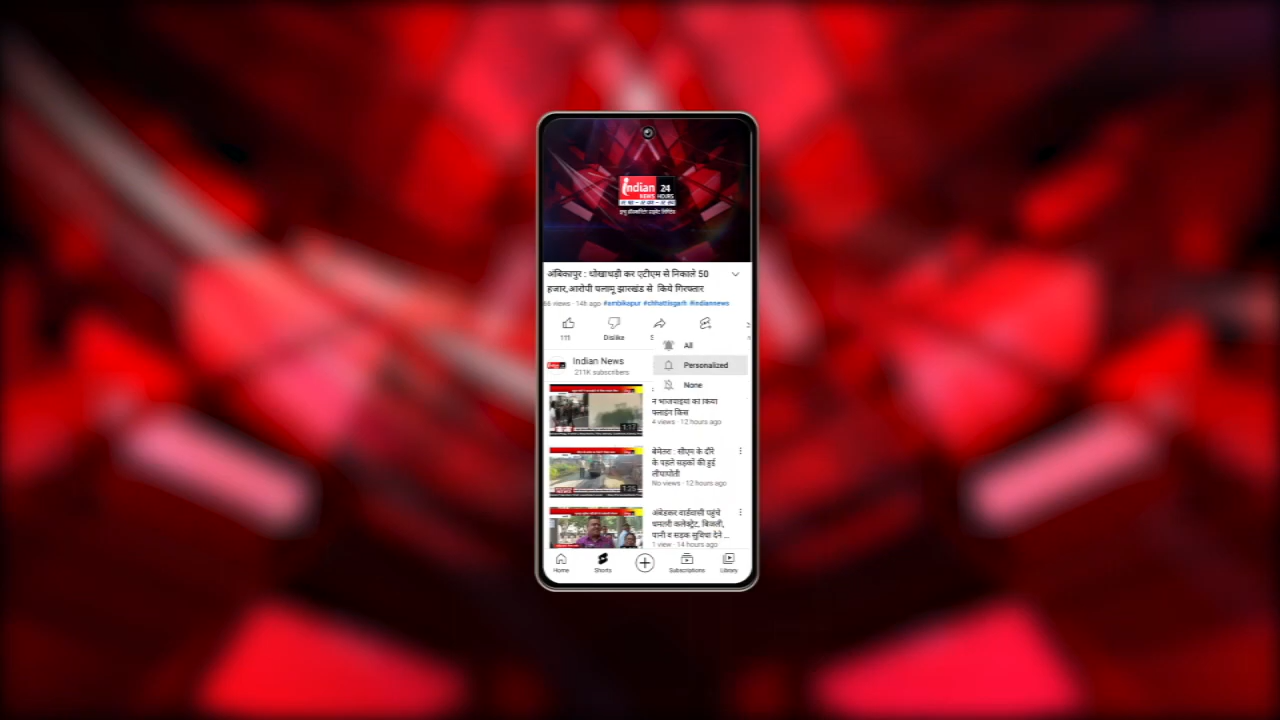 indian 24
NEWS HOURS
अंबिकापुर : धोखाधड़ी कर एटीएम से निकाले 50
हजार,आरोपी पलामू झारखंड से किये गिरफ्तार
66 views · 14h ago #ambikapur #chhattisgarh #indiannews
111 Dislike S
All
Indian News
Personalized
211K subscribers
None
ने भाजपाइयों को किया
फ्लाइंग किस
4 views · 12 hours ago
1:17
बेमेतरा : सीएम के दौरे
के पहले सड़कों की हुई
लीपापोती
No views · 12 hours ago
1:25
अंबेडकर वार्डवासी पहुंचे
धमतरी कलेक्ट्रेट, बिजली,
पानी व सड़क सुविधा देने ...
1 view · 14 hours ago
Home Shorts Subscriptions Library